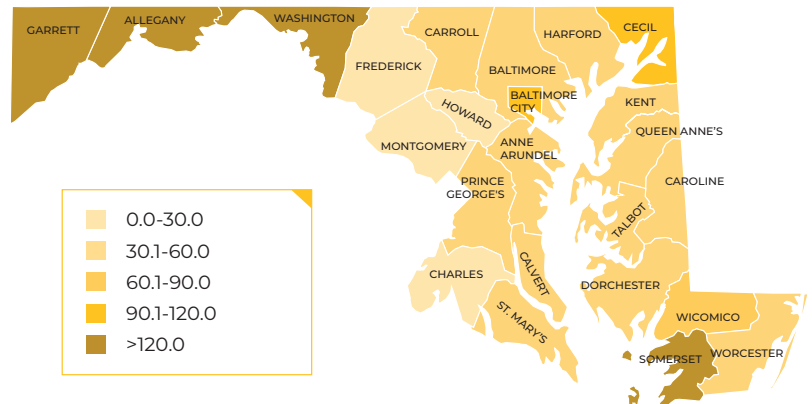 GARRETT
ALLEGANY
WASHINGTON
FREDERICK
CARROLL
BALTIMORE
HARFORD
CECIL
BALTIMORE
CITY
HOWARD
MONTGOMERY
KENT
QUEEN ANNE'S
ANNE
ARUNDEL
PRINCE
GEORGE'S
CAROLINE
TALBOT
CHARLES
CALVERT
ST. MARY'S
DORCHESTER
WICOMICO
SOMERSET
WORCESTER
0.0-30.0
30.1-60.0
60.1-90.0
90.1-120.0
>120.0